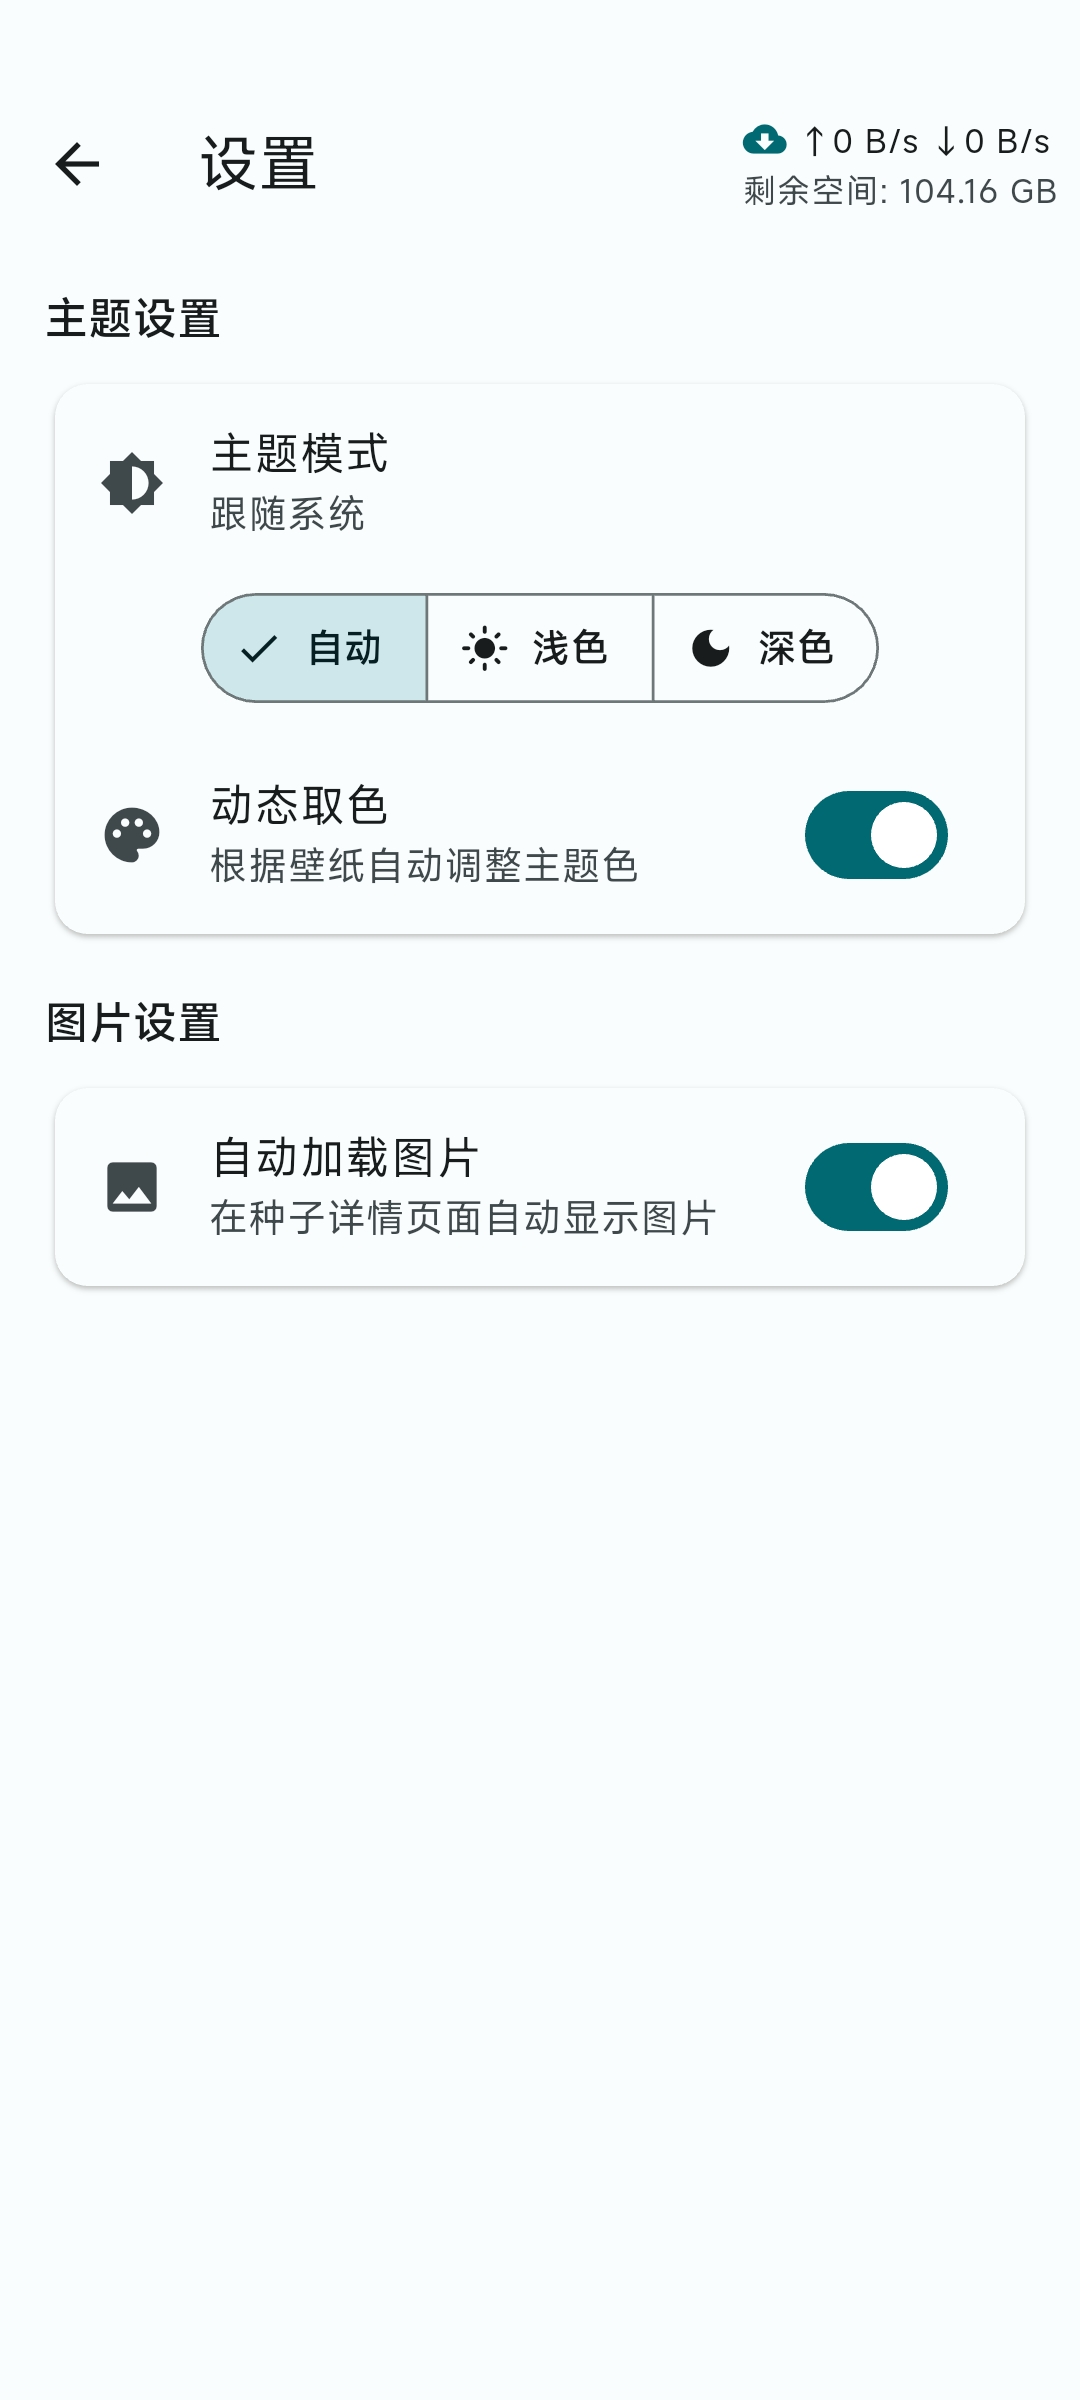 设置
↑0 B/s ↓0 B/s
剩余空间: 104.16 GB
主题设置
主题模式
跟随系统
自动 浅色 深色
动态取色
根据壁纸自动调整主题色
图片设置
自动加载图片
在种子详情页面自动显示图片